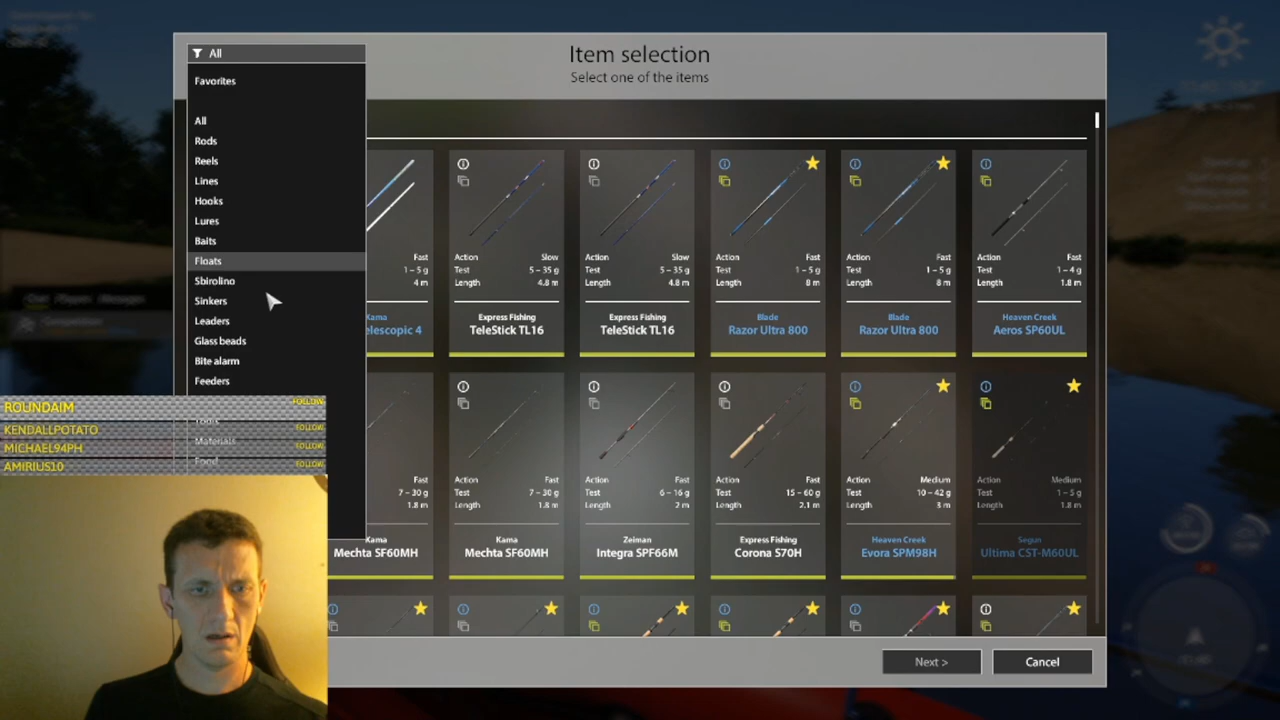 All
Item selection
Select one of the items
Favorites
All
Rods
Reels
Lines
Hooks
Lures
Baits
Floats
Sbirolino
Sinkers
Leaders
Glass beads
Bite alarm
Feeders
Materials
Food
Fast
1 – 5 g
4 m
Kama
elescopic 4
Action Slow
Test 5 – 35 g
Length 4.8 m
Express Fishing
TeleStick TL16
Action Slow
Test 5 – 35 g
Length 4.8 m
Express Fishing
TeleStick TL16
Action Fast
Test 1 – 5 g
Length 8 m
Blade
Razor Ultra 800
Action Fast
Test 1 – 5 g
Length 8 m
Blade
Razor Ultra 800
Action Fast
Test 1 – 4 g
Length 1.8 m
Heaven Creek
Aeros SP60UL
Fast
7 – 30 g
1.8 m
Kama
Mechta SF60MH
Action Fast
Test 7 – 30 g
Length 1.8 m
Kama
Mechta SF60MH
Action Fast
Test 6 – 16 g
Length 2 m
Zeiman
Integra SPF66M
Action Fast
Test 15 – 60 g
Length 2.1 m
Express Fishing
Corona S70H
Action Medium
Test 10 – 42 g
Length 3 m
Heaven Creek
Evora SPM98H
Action Medium
Test 1 – 5 g
Length 1.8 m
Segun
Ultima CST-M60UL
ROUNDAIM FOLLOW
KENDALLPOTATO FOLLOW
MICHAEL94PH FOLLOW
AMIRIUS10 FOLLOW
Next >
Cancel